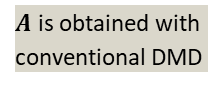 A is obtained with
conventional DMD